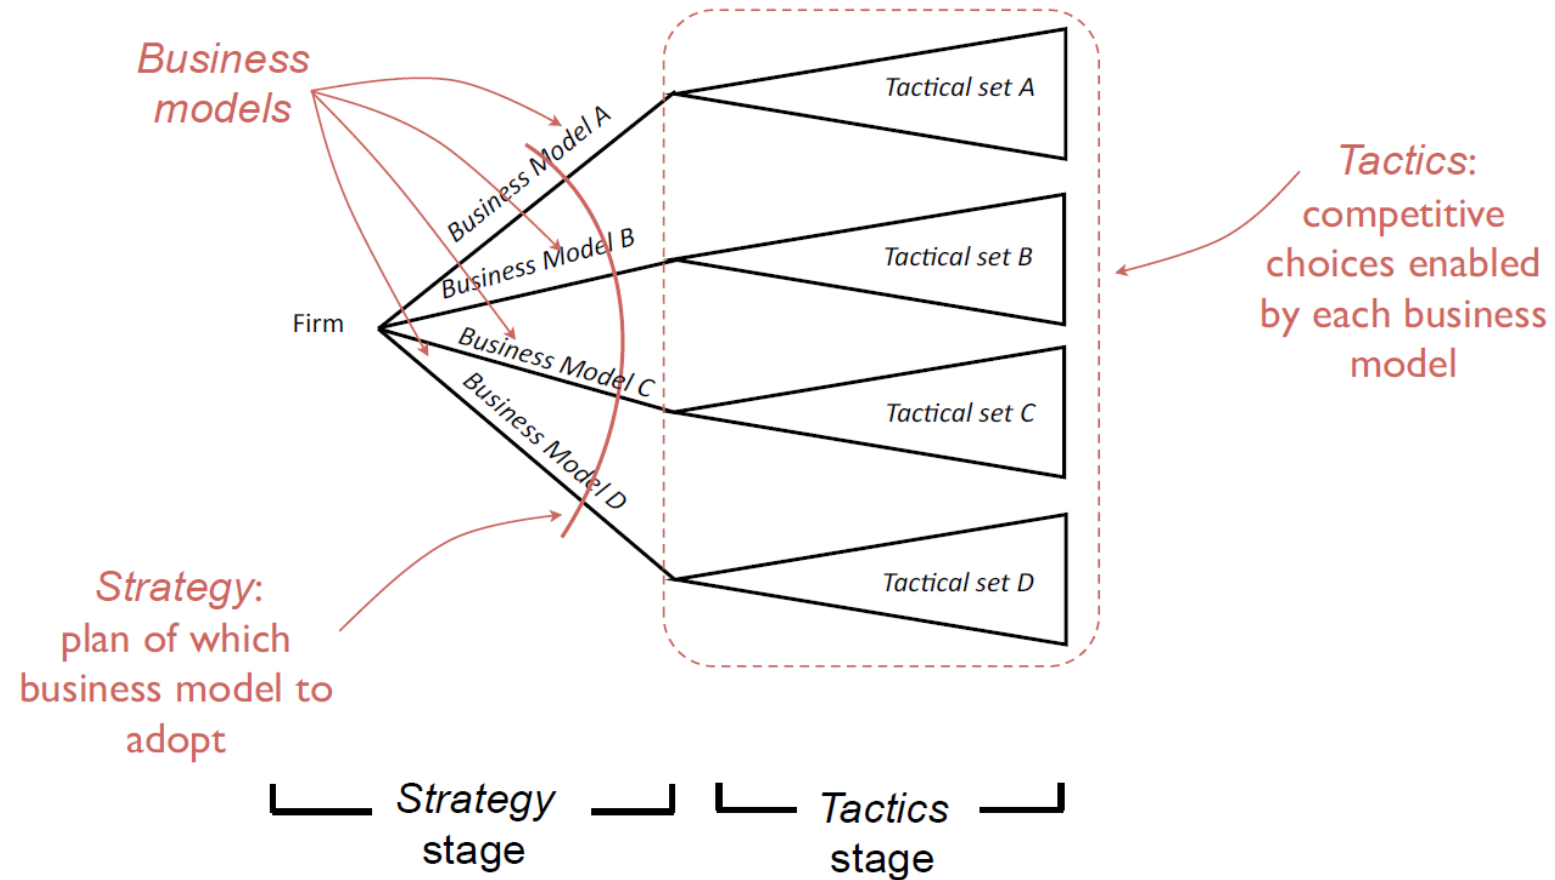 Business
models
Business Model A
Business Model B
Business Model C
Business Model D
Firm
Tactical set A
Tactical set B
Tactical set C
Tactical set D
Tactics:
competitive
choices enabled
by each business
model
Strategy:
plan of which
business model to
adopt
Strategy
stage
Tactics
stage